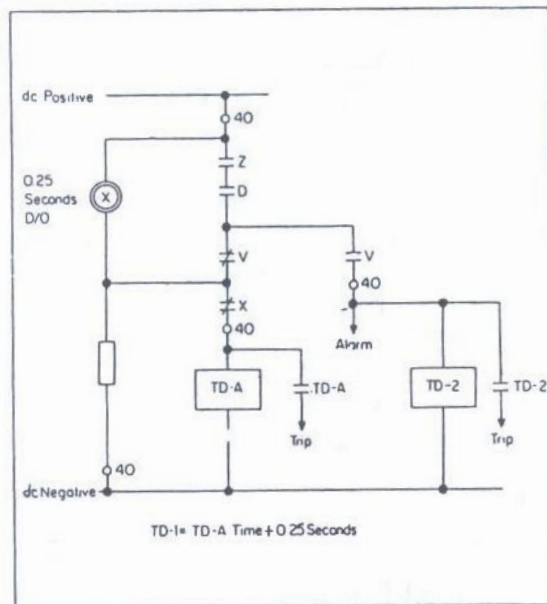 dc Positive
40
Z
0.25
Seconds
D/O
X
D
V
V
40
X
40
Alarm
TD-A
TD-A
TD-2
TD-2
Trip
Trip
40
dc Negative
TD-1= TD-A Time + 0.25 Seconds